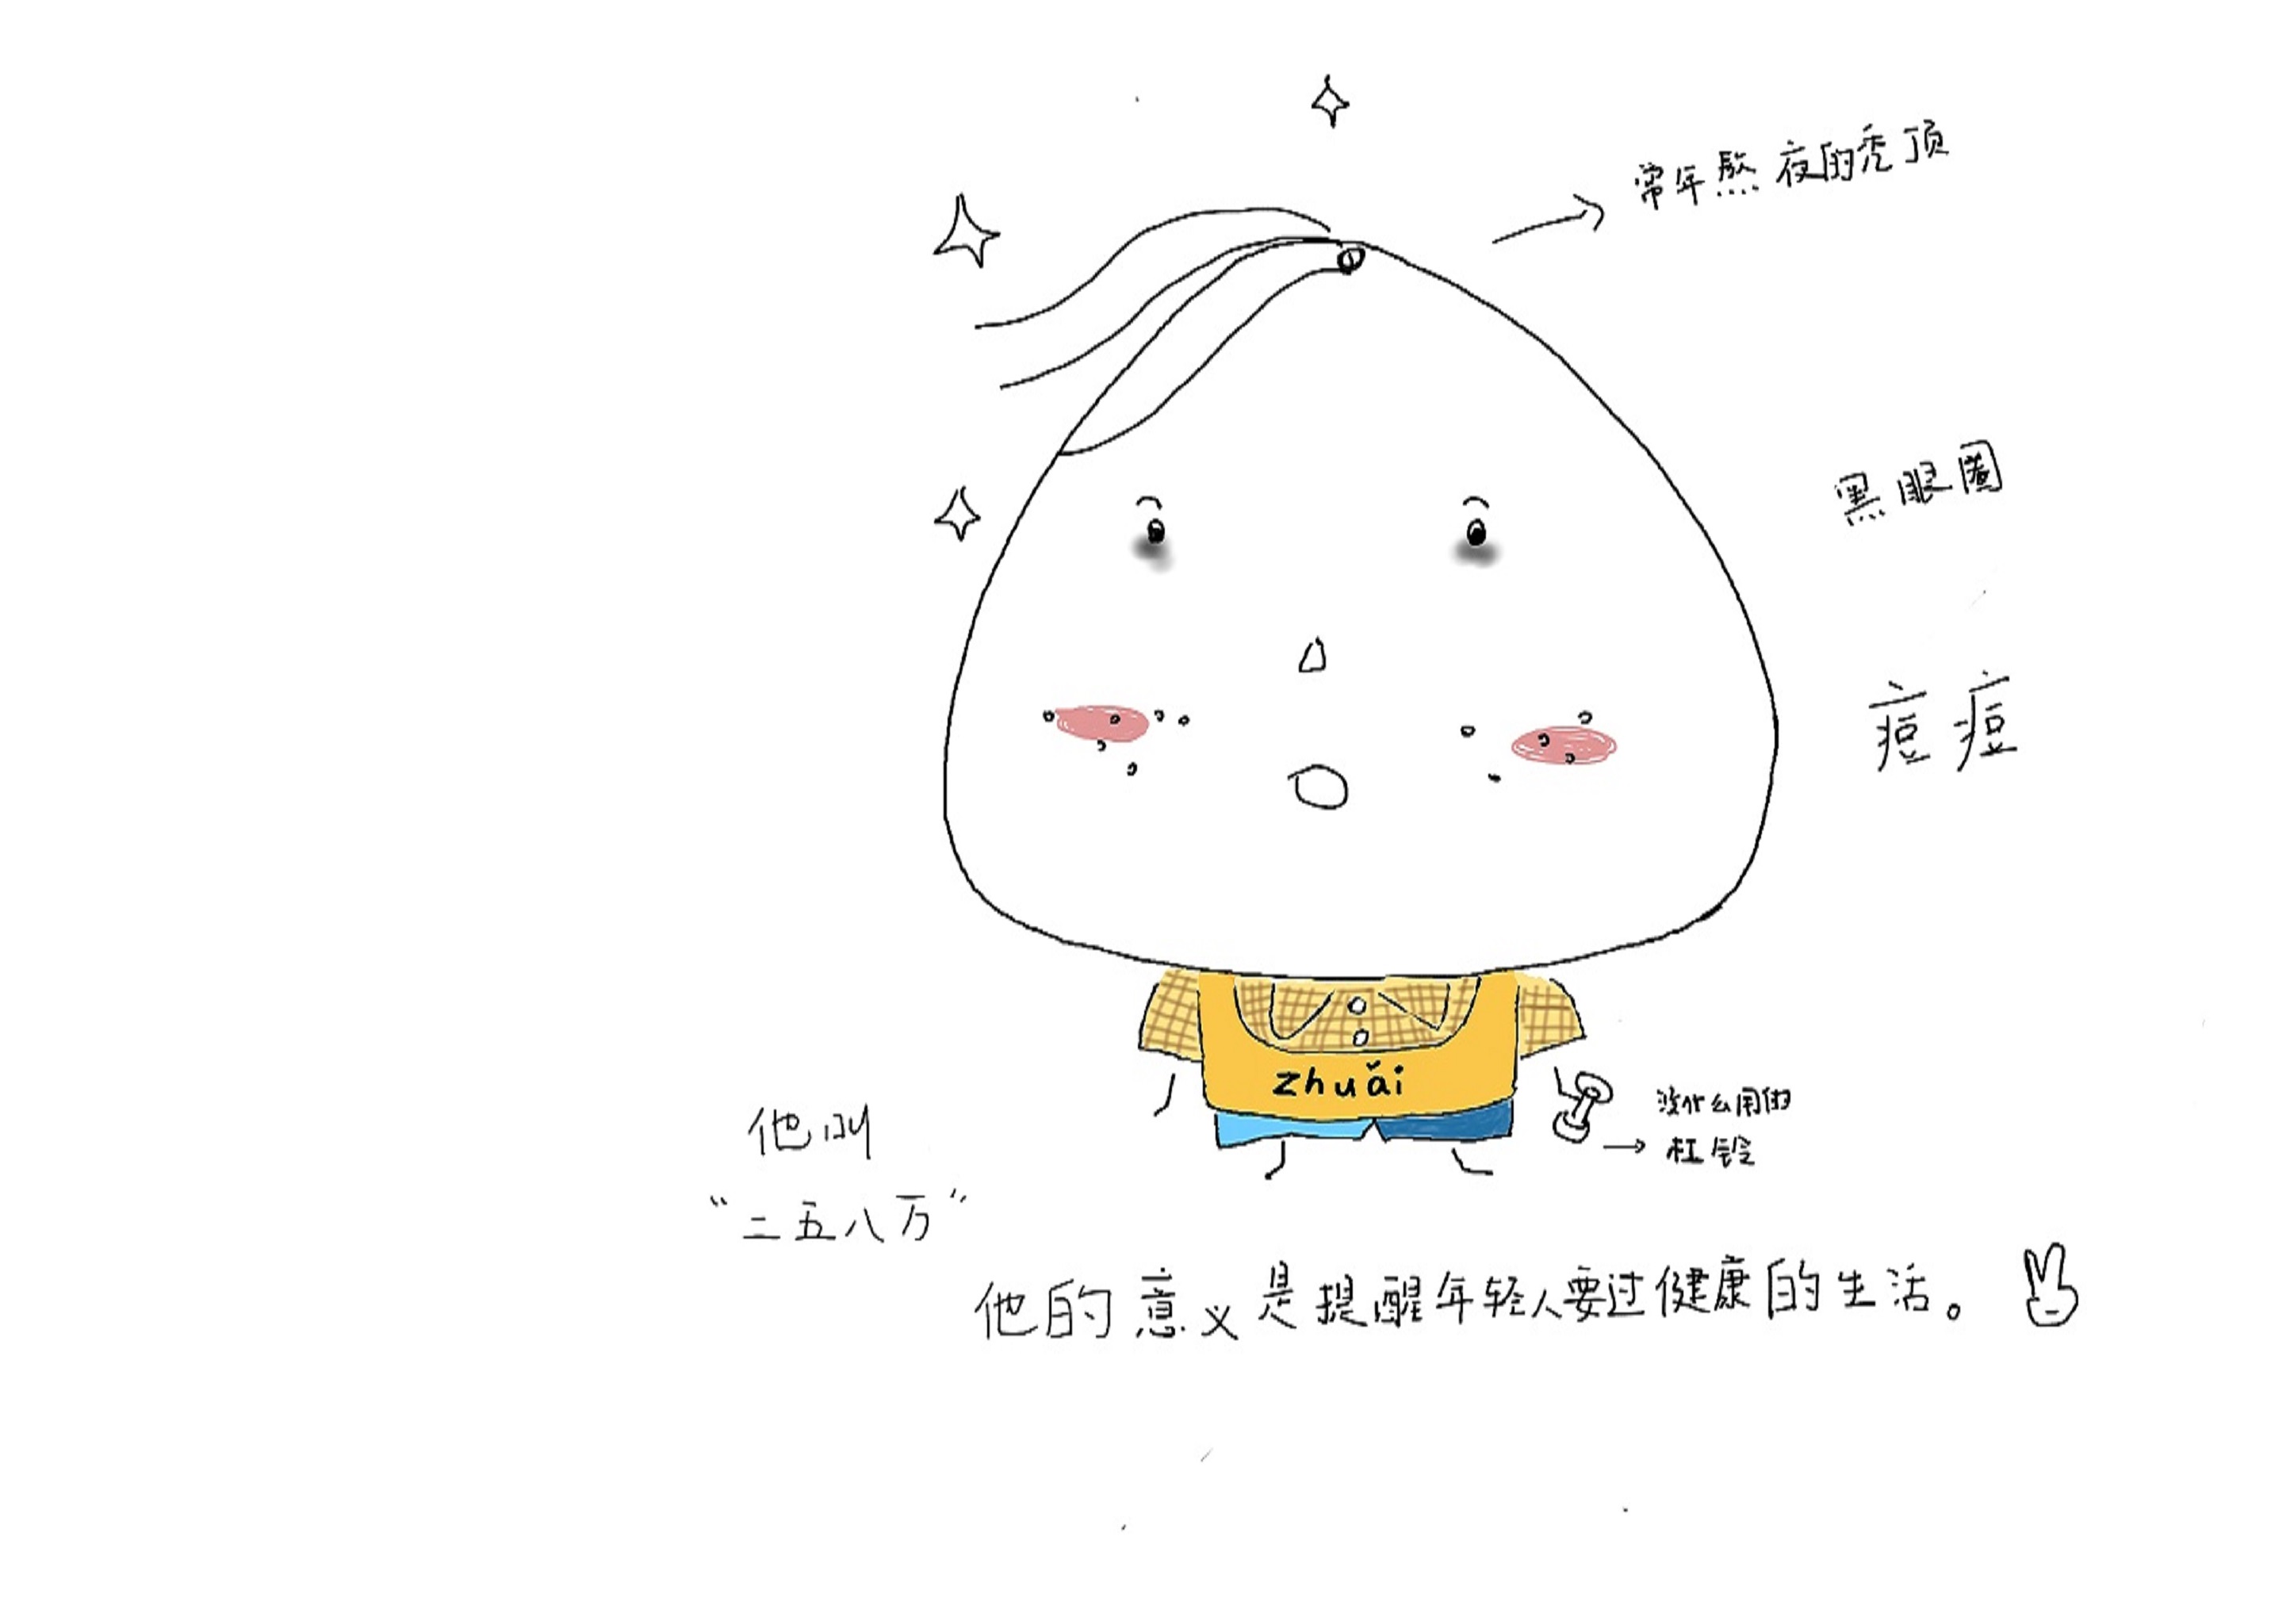 常年熬夜的秃顶
黑眼圈
痘痘
zhuǎi
没什么用的
杠铃
他叫
“二五八万”
他的意义是提醒年轻人要过健康的生活。